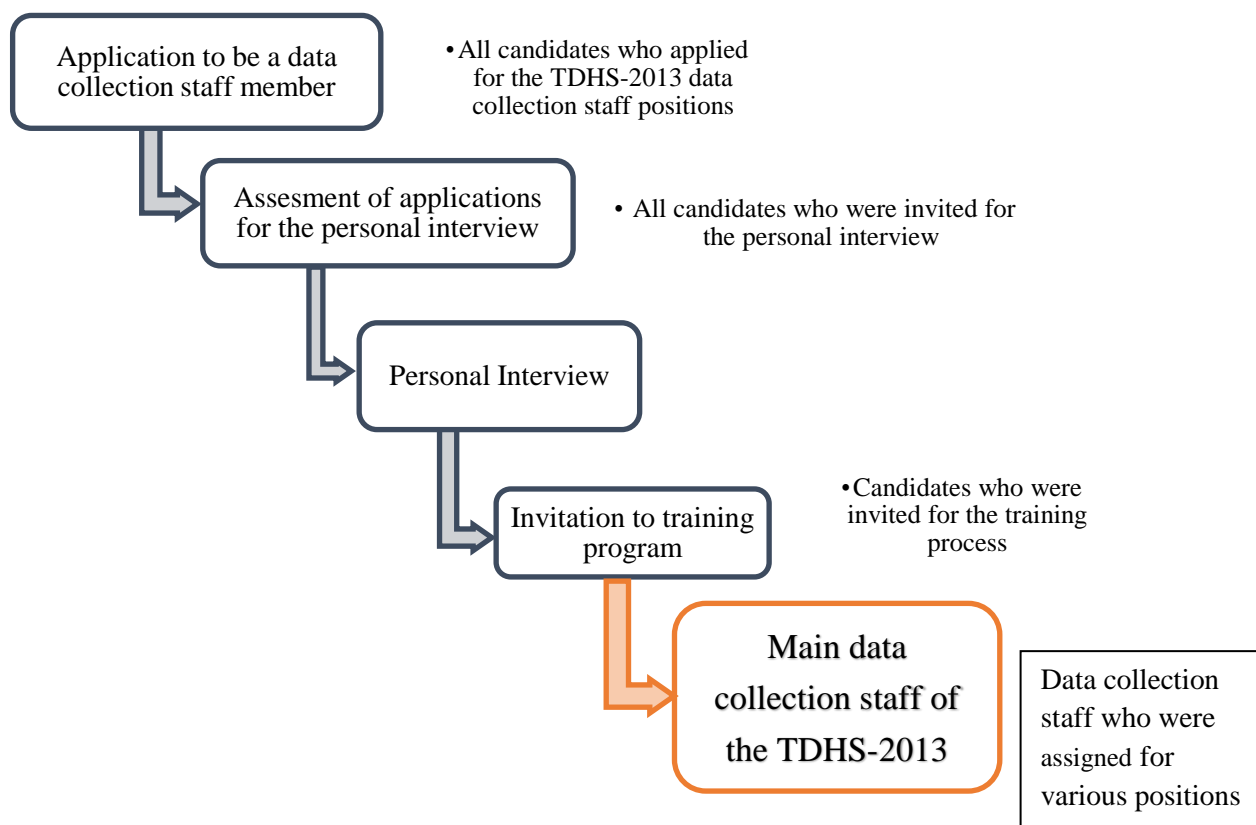 Application to be a data
collection staff member
•All candidates who applied
for the TDHS-2013 data
collection staff positions
Assesment of applications
for the personal interview
• All candidates who were invited for
the personal interview
Personal Interview
Invitation to training
program
•Candidates who were
invited for the training
process
Main data
collection staff of
the TDHS-2013
Data collection
staff who were
assigned for
various positions